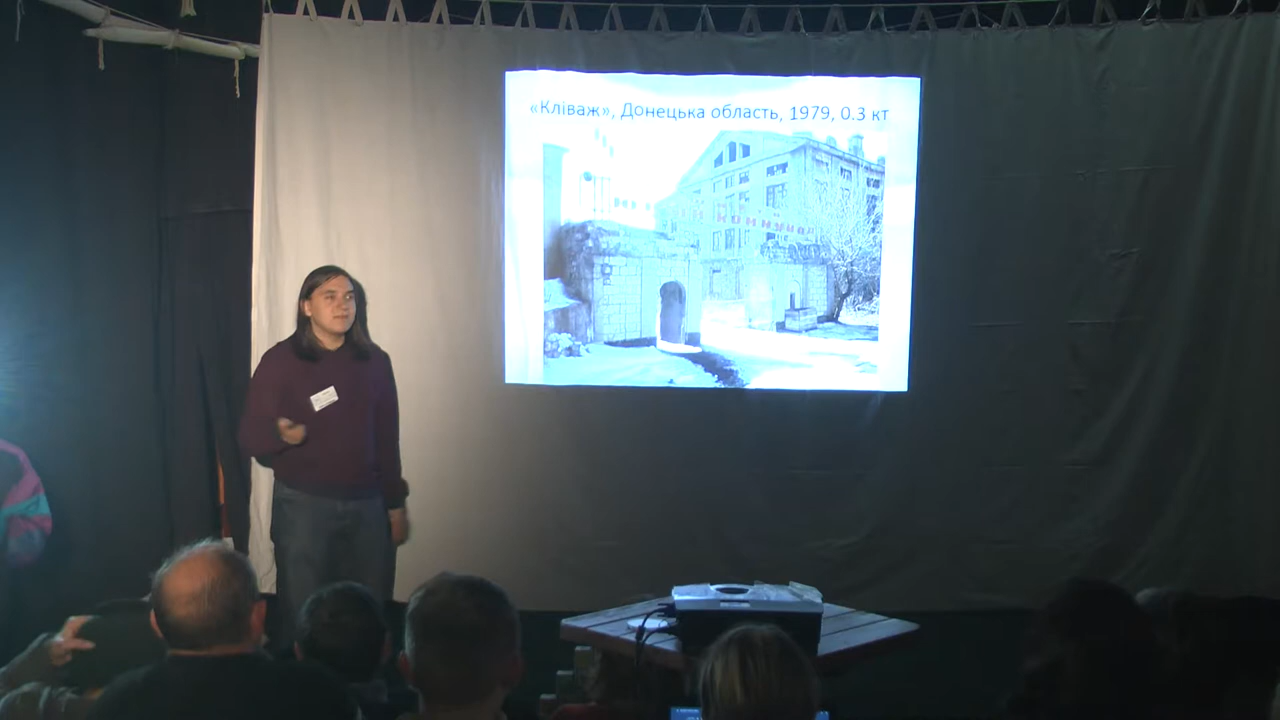 «Кліваж», Донецька область, 1979, 0.3 кт